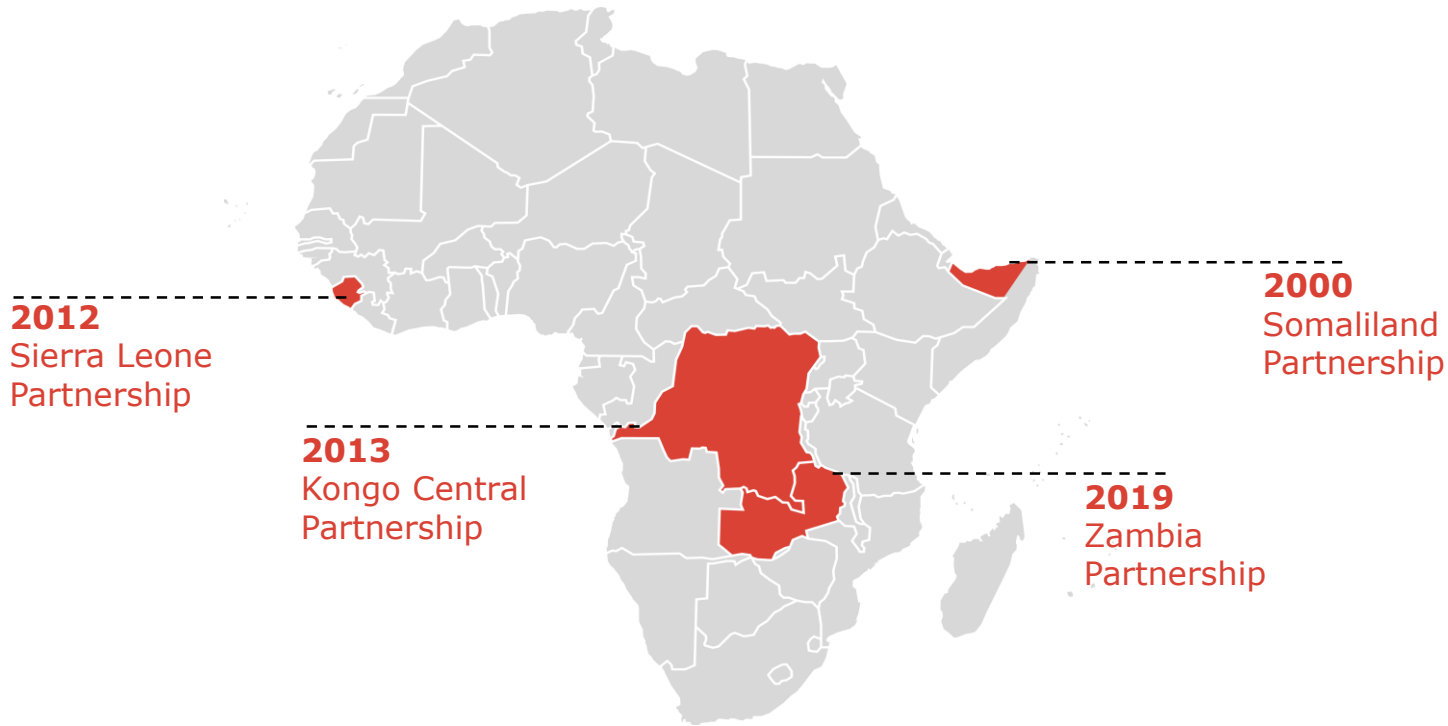 2012
Sierra Leone
Partnership
2013
Kongo Central
Partnership
2000
Somaliland
Partnership
2019
Zambia
Partnership